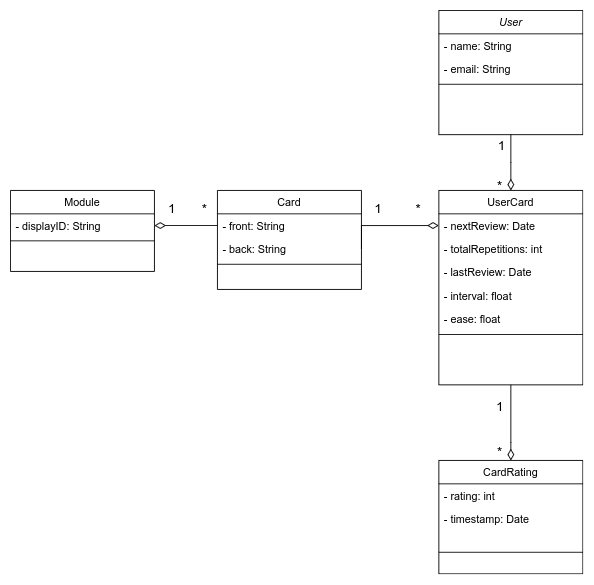 User
- name: String
- email: String
1
*
Module
- displayID: String
1
*
Card
- front: String
- back: String
1
*
UserCard
- nextReview: Date
- totalRepetitions: int
- lastReview: Date
- interval: float
- ease: float
1
*
CardRating
- rating: int
- timestamp: Date